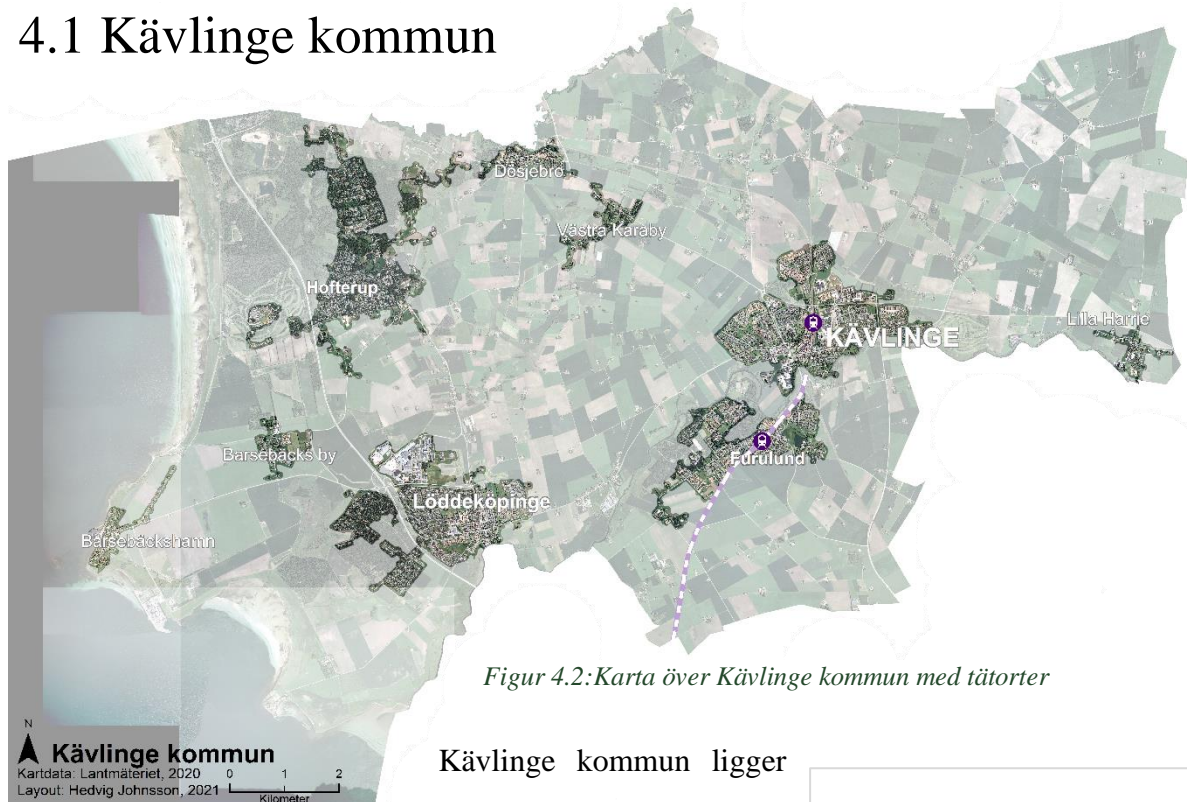 4.1 Kävlinge kommun
Dösjebro
Västra Karaby
Hofterup
KÄVLINGE
Lilla Harrie
Furulund
Barsebäcks by
Löddeköpinge
Barsebäckshamn
Figur 4.2:Karta över Kävlinge kommun med tätorter
N
Kävlinge kommun
Kartdata: Lantmäteriet, 2020
Layout: Hedvig Johnsson, 2021
0 1 2
Kilometer
Kävlinge kommun ligger